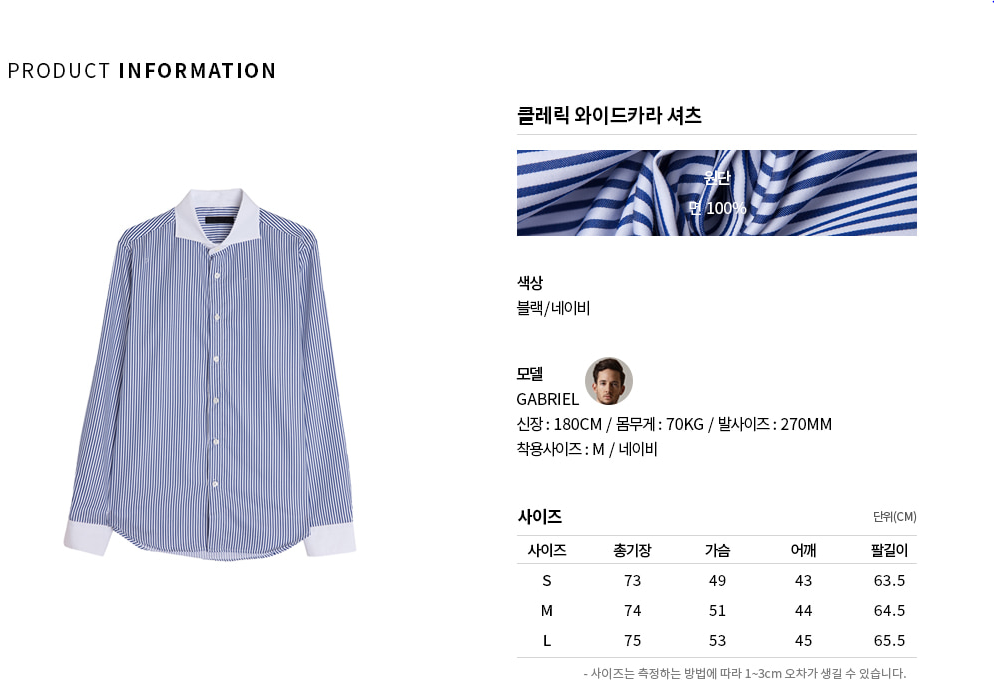 PRODUCT INFORMATION
클레릭 와이드카라 셔츠
원단
면 100%
색상
블랙/네이비
모델
GABRIEL
신장 : 180CM / 몸무게 : 70KG / 발사이즈 : 270MM
착용사이즈 : M / 네이비
사이즈 단위(CM)
사이즈 총기장 가슴 어깨 팔길이
S 73 49 43 63.5
M 74 51 44 64.5
L 75 53 45 65.5
- 사이즈는 측정하는 방법에 따라 1~3cm 오차가 생길 수 있습니다.